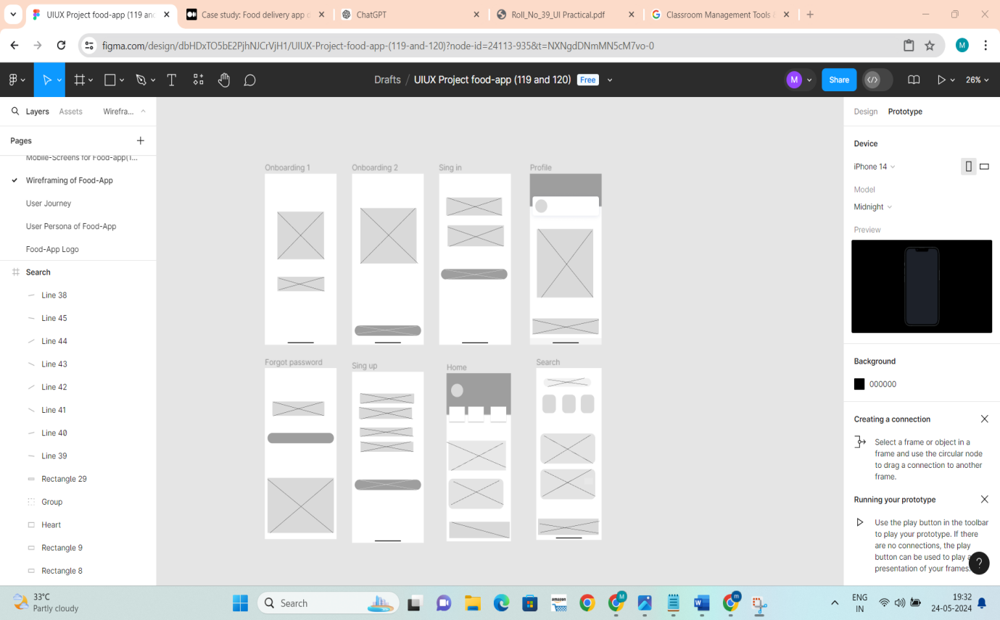 UIUX Project food-app (119 and
Case study: Food delivery app d
ChatGPT
Roll_No_39_UI Practical.pdf
Classroom Management Tools &
figma.com/design/dbHDxTO5bE2PjhNJCrVjH1/UIUX-Project-food-app-(119-and-120)?node-id=24113-935&t=NXNgdDNmMN5cM7vo-0
M
Drafts / UIUX Project food-app (119 and 120) Free
M
Share
26%
Layers Assets Wirefra...
Pages
Mobile-Screens for Food-app(1...
Wireframing of Food-App
User Journey
User Persona of Food-App
Food-App Logo
Search
Line 38
Line 45
Line 44
Line 43
Line 42
Line 41
Line 40
Line 39
Rectangle 29
Group
Heart
Rectangle 9
Rectangle 8
Onboarding 1
Onboarding 2
Sing in
Profile
Forgot password
Sing up
Home
Search
Design Prototype
Device
iPhone 14
Model
Midnight
Preview
Background
000000
Creating a connection
Select a frame or object in a
frame and use the circular node
to drag a connection to another
frame.
Running your prototype
Use the play button in the toolbar
to play your prototype. If there
are no connections, the play
button can be used to play a
presentation of your frames.
?
33°C
Partly cloudy
Search
amazon
M
m
ENG
IN
19:32
24-05-2024